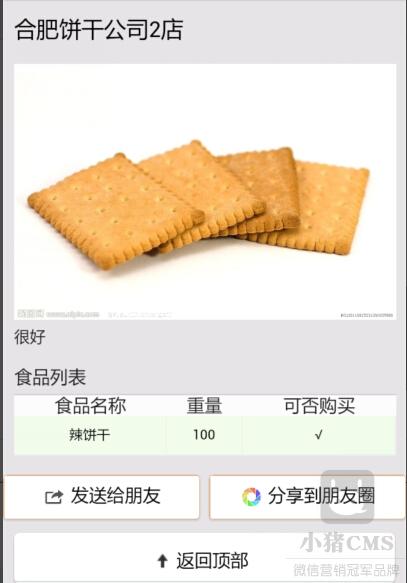 合肥饼干公司2店
很好
食品列表
食品名称 重量 可否购买
辣饼干 100 √
发送给朋友 分享到朋友圈
小猪CMS
微信营销冠军品牌
返回顶部